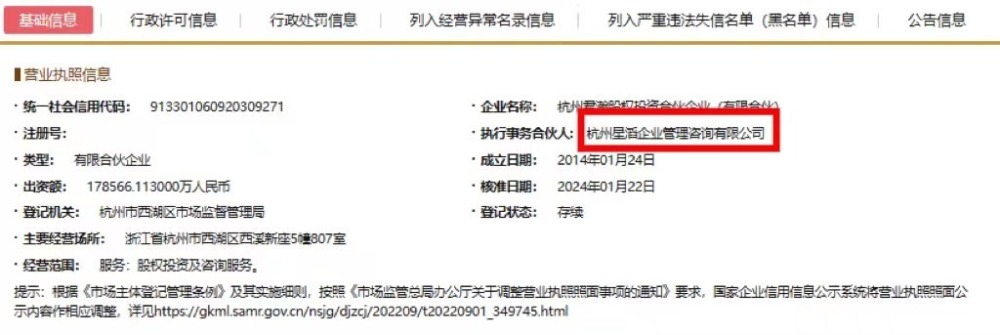 基础信息 行政许可信息 行政处罚信息 列入经营异常名录信息 列入严重违法失信名单（黑名单）信息 公告信息
营业执照信息
· 统一社会信用代码： 913301060920309271 · 企业名称： 杭州君瀚股权投资合伙企业（有限合伙）
· 注册号： · 执行事务合伙人： 杭州星滔企业管理咨询有限公司
· 类型： 有限合伙企业 · 成立日期： 2014年01月24日
· 出资额： 178566.113000万人民币 · 核准日期： 2024年01月22日
· 登记机关： 杭州市西湖区市场监督管理局 · 登记状态： 存续
· 主要经营场所： 浙江省杭州市西湖区西溪新座5幢807室
· 经营范围： 服务：股权投资及咨询服务。
提示：根据《市场主体登记管理条例》及其实施细则，按照《市场监管总局办公厅关于调整营业执照照面事项的通知》要求，国家企业信用信息公示系统将营业执照照面公
示内容作相应调整，详见https://gkml.samr.gov.cn/nsjg/djzcj/202209/t20220901_349745.html